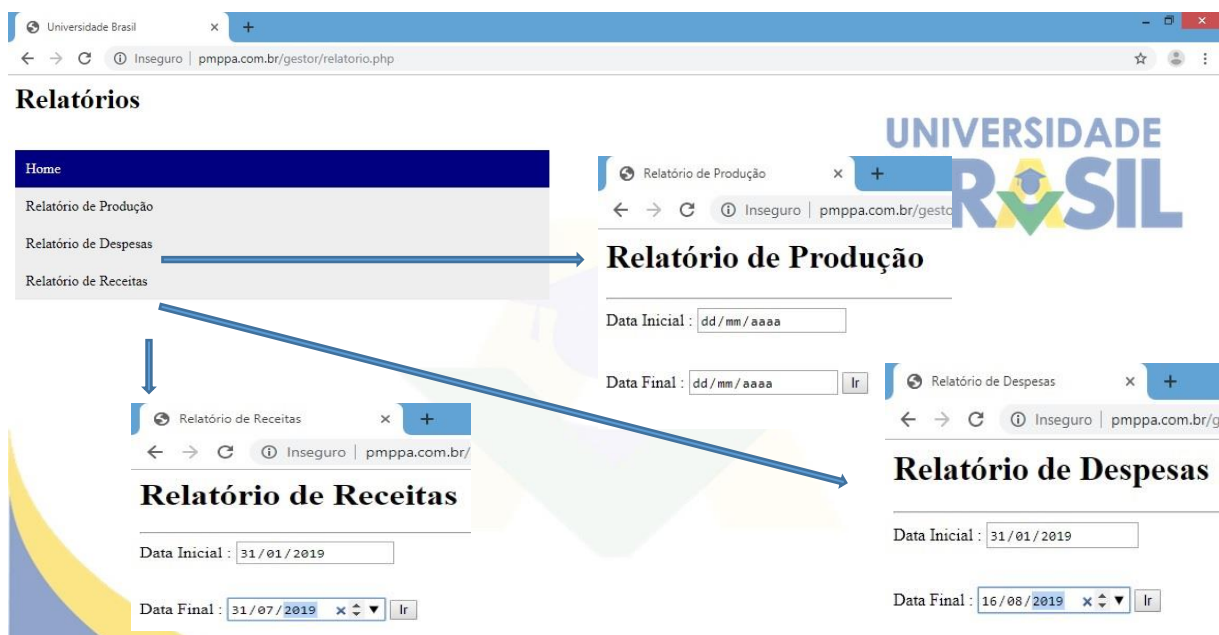 Universidade Brasil
Inseguro | pmppa.com.br/gestor/relatorio.php
Relatórios
UNIVERSIDADE
BRASIL
Home
Relatório de Produção
Relatório de Despesas
Relatório de Receitas
Relatório de Produção
Inseguro | pmppa.com.br/gesto
Relatório de Produção
Data Inicial : dd/mm/aaaa
Data Final : dd/mm/aaaa Ir
Relatório de Receitas
Inseguro | pmppa.com.br/
Relatório de Receitas
Data Inicial : 31/01/2019
Data Final : 31/07/2019 Ir
Relatório de Despesas
Inseguro | pmppa.com.br/g
Relatório de Despesas
Data Inicial : 31/01/2019
Data Final : 16/08/2019 Ir